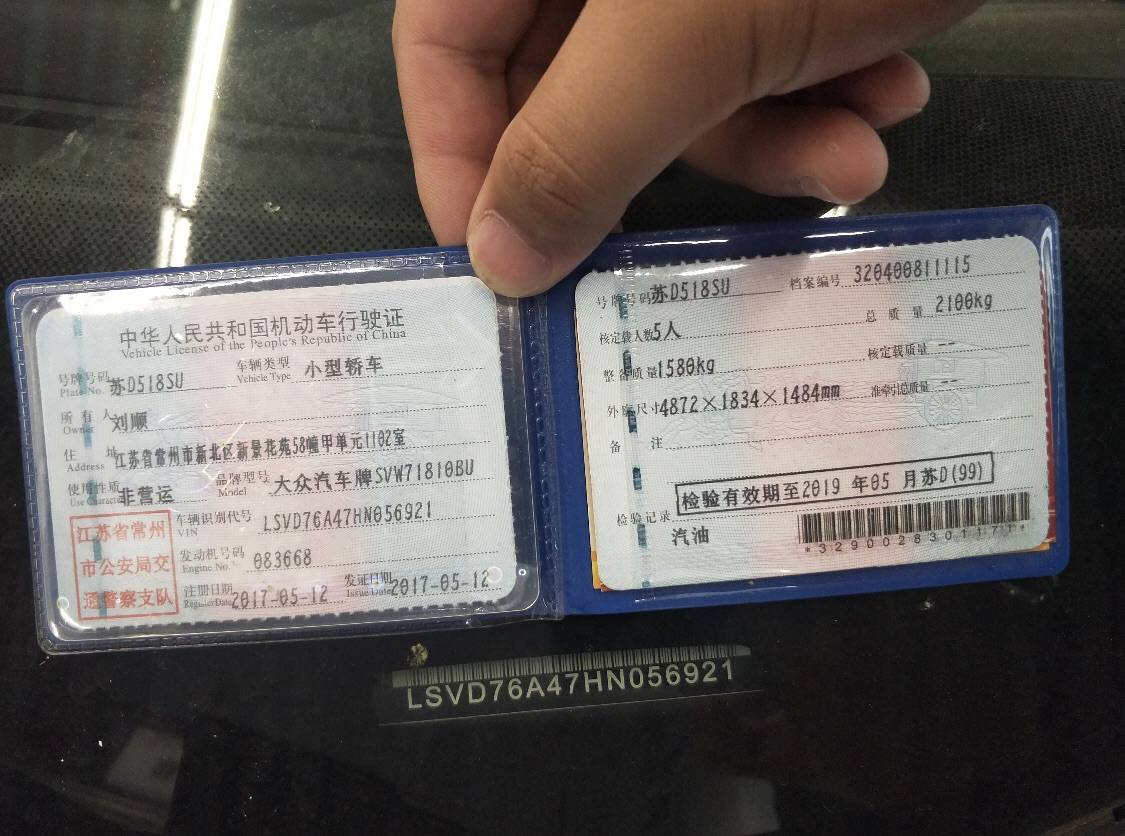 中华人民共和国机动车行驶证
Vehicle License of the People's Republic of China
号牌号码 苏D518SU 车辆类型 小型轿车
Plate No. Vehicle Type
所有人 刘顺
Owner
住址 江苏省常州市新北区新景花苑58幢甲单元1102室
Address
使用性质 非营运 品牌型号 大众汽车牌SVW71810BU
Use Character Model
江苏省常州
市公安局交
通警察支队
车辆识别代号 LSVD76A47HN056921
VIN
发动机号码 083668
Engine No.
注册日期 2017-05-12 发证日期 2017-05-12
Register Date Issue Date
号牌号码 苏D518SU 档案编号 320400811115
核定载人数 5人 总质量 2100kg
整备质量 1580kg 核定载质量 --
外廓尺寸 4872×1834×1484mm 准牵引总质量 --
备注
检验有效期至2019年05月苏D(99)
检验记录
汽油
LSVD76A47HN056921